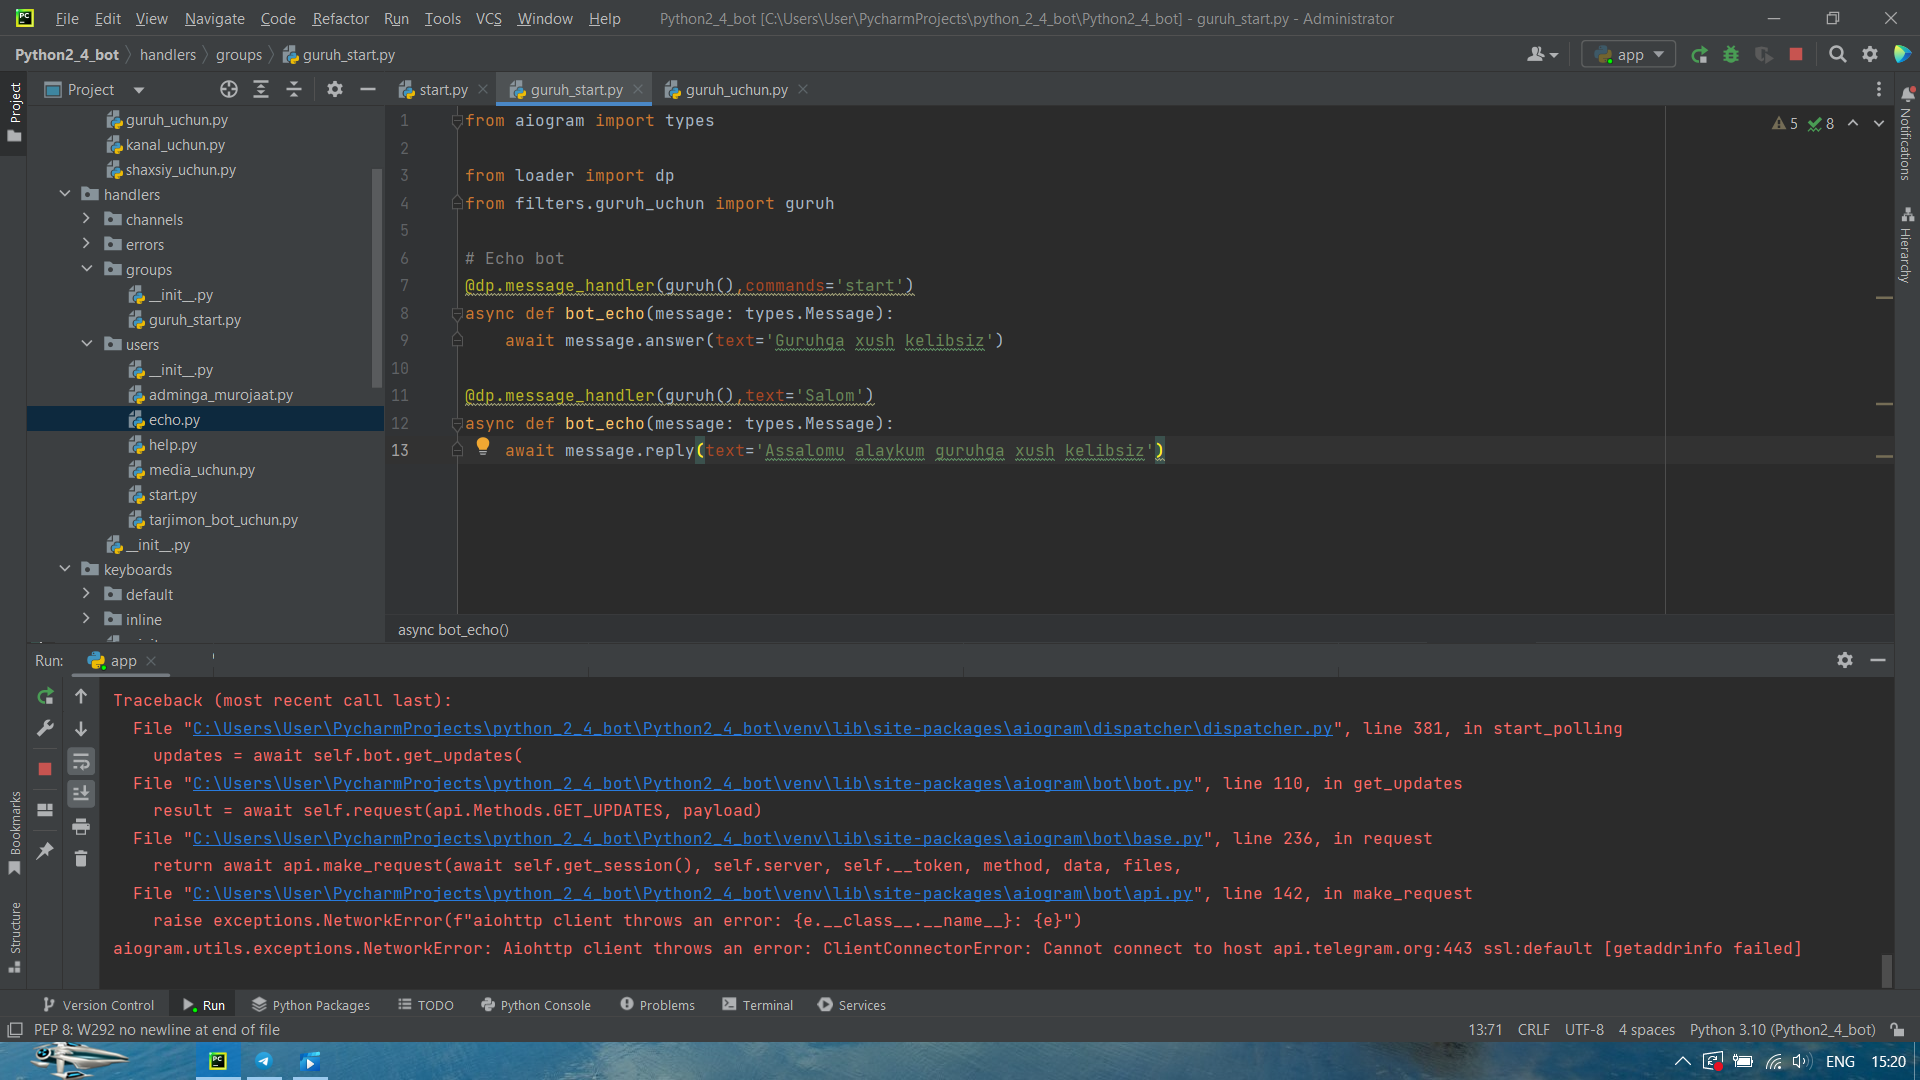 File Edit View Navigate Code Refactor Run Tools VCS Window Help Python2_4_bot [C:\Users\User\PycharmProjects\python_2_4_bot\Python2_4_bot] - guruh_start.py - Administrator
Python2_4_bot handlers groups guruh_start.py app
Project
Project
guruh_uchun.py
kanal_uchun.py
shaxsiy_uchun.py
handlers
channels
errors
groups
__init__.py
guruh_start.py
users
__init__.py
adminga_murojaat.py
echo.py
help.py
media_uchun.py
start.py
tarjimon_bot_uchun.py
__init__.py
keyboards
default
inline
start.py guruh_start.py guruh_uchun.py
5 8
1 from aiogram import types
2
3 from loader import dp
4 from filters.guruh_uchun import guruh
5
6 # Echo bot
7 @dp.message_handler(guruh(),commands='start')
8 async def bot_echo(message: types.Message):
9 await message.answer(text='Guruhga xush kelibsiz')
10
11 @dp.message_handler(guruh(),text='Salom')
12 async def bot_echo(message: types.Message):
13 await message.reply(text='Assalomu alaykum guruhga xush kelibsiz')
async bot_echo()
Notifications
Hierarchy
Run: app
Traceback (most recent call last):
File "C:\Users\User\PycharmProjects\python_2_4_bot\Python2_4_bot\venv\lib\site-packages\aiogram\dispatcher\dispatcher.py", line 381, in start_polling
updates = await self.bot.get_updates(
File "C:\Users\User\PycharmProjects\python_2_4_bot\Python2_4_bot\venv\lib\site-packages\aiogram\bot\bot.py", line 110, in get_updates
result = await self.request(api.Methods.GET_UPDATES, payload)
File "C:\Users\User\PycharmProjects\python_2_4_bot\Python2_4_bot\venv\lib\site-packages\aiogram\bot\base.py", line 236, in request
return await api.make_request(await self.get_session(), self.server, self.__token, method, data, files,
File "C:\Users\User\PycharmProjects\python_2_4_bot\Python2_4_bot\venv\lib\site-packages\aiogram\bot\api.py", line 142, in make_request
raise exceptions.NetworkError(f"aiohttp client throws an error: {e.__class__.__name__}: {e}")
aiogram.utils.exceptions.NetworkError: Aiohttp client throws an error: ClientConnectorError: Cannot connect to host api.telegram.org:443 ssl:default [getaddrinfo failed]
Bookmarks
Structure
Version Control Run Python Packages TODO Python Console Problems Terminal Services
PEP 8: W292 no newline at end of file 13:71 CRLF UTF-8 4 spaces Python 3.10 (Python2_4_bot)
PC ENG 15:20